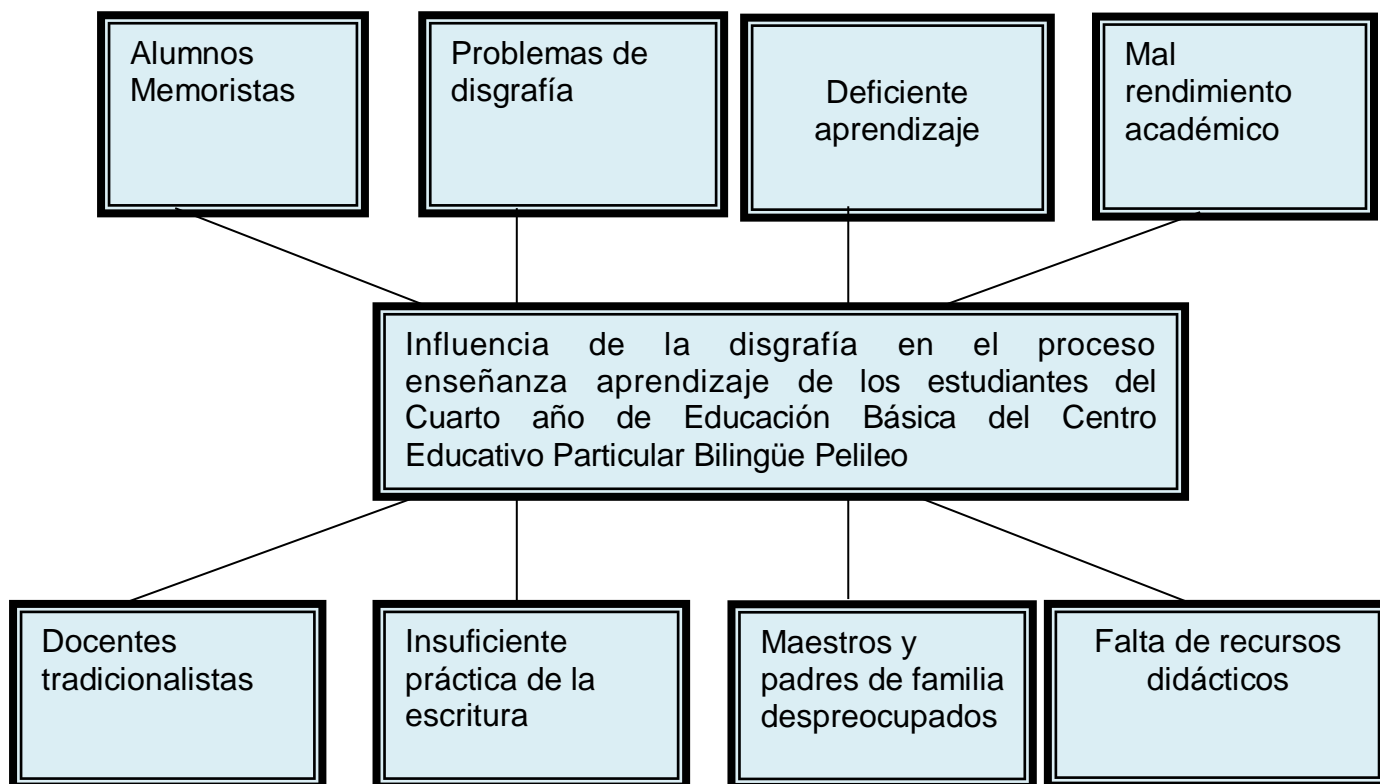 Alumnos
Memoristas
Problemas de
disgrafía
Deficiente
aprendizaje
Mal
rendimiento
académico
Influencia de la disgrafía en el proceso
enseñanza aprendizaje de los estudiantes del
Cuarto año de Educación Básica del Centro
Educativo Particular Bilingüe Pelileo
Docentes
tradicionalistas
Insuficiente
práctica de la
escritura
Maestros y
padres de familia
despreocupados
Falta de recursos
didácticos